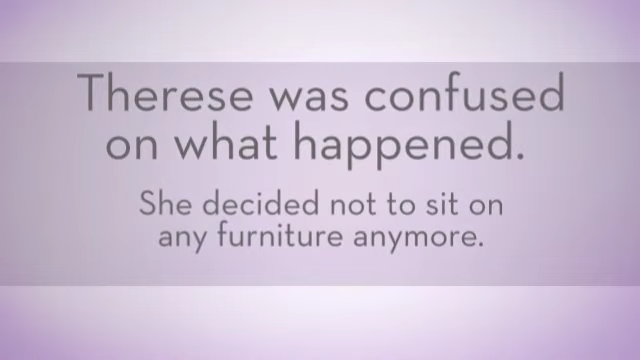 Therese was confused
on what happened.
She decided not to sit on
any furniture anymore.